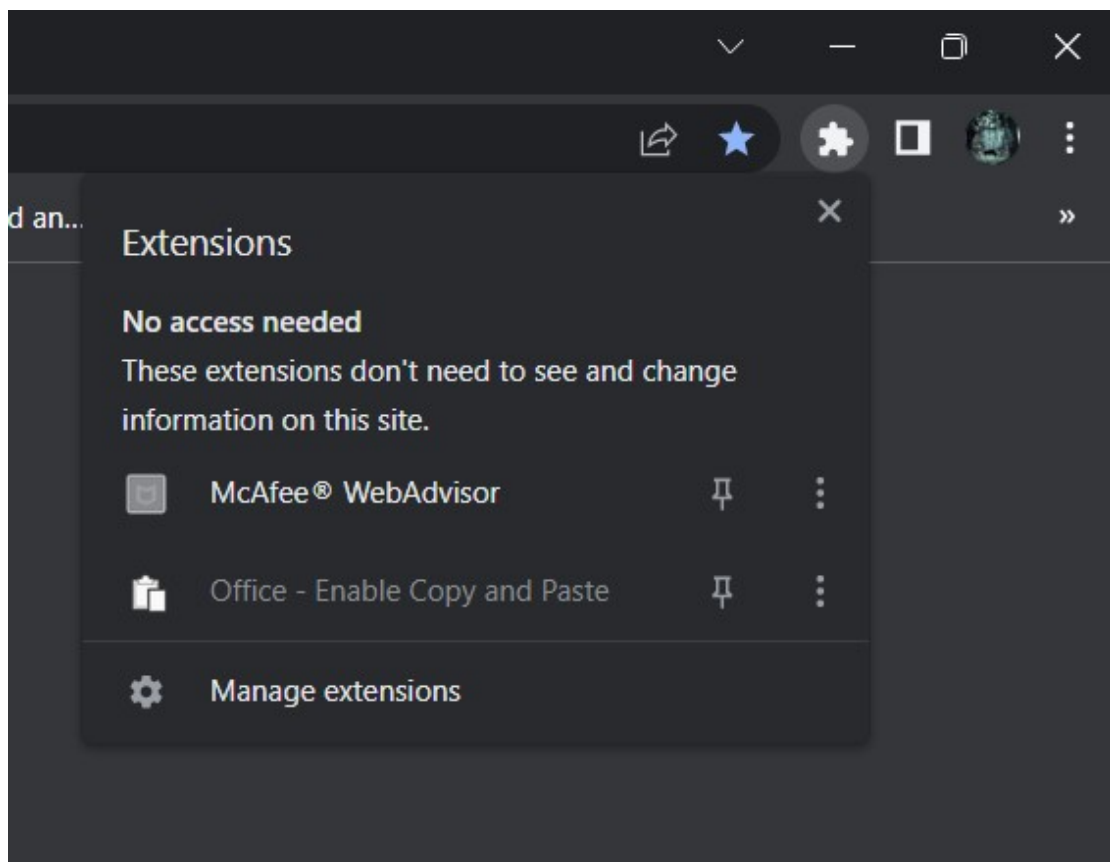 d an...
»
Extensions
No access needed
These extensions don't need to see and change
information on this site.
McAfee® WebAdvisor
Office - Enable Copy and Paste
Manage extensions